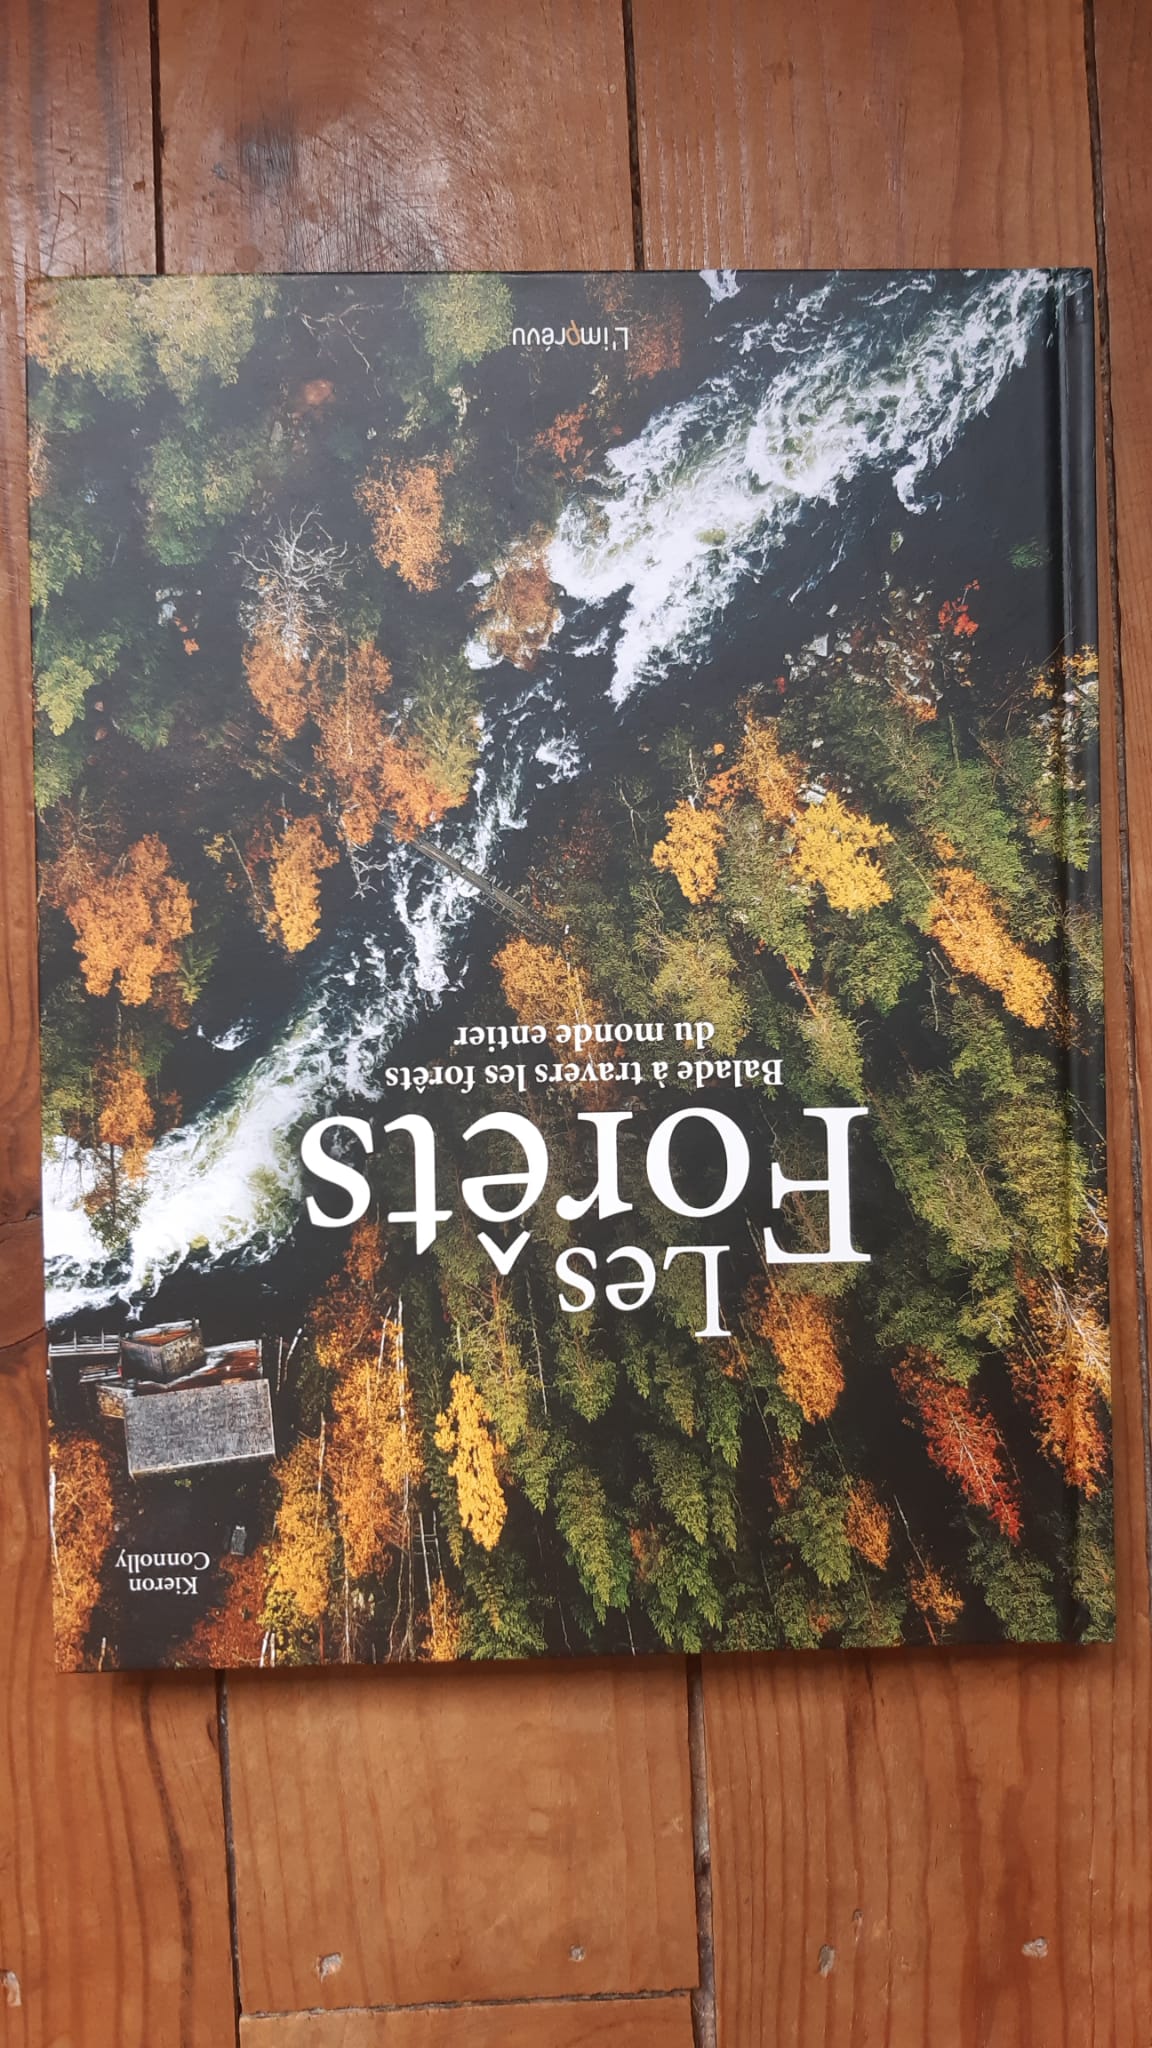 Kieron
Connolly
Les
Forêts
Balade à travers les forêts
du monde entier
L'imprévu